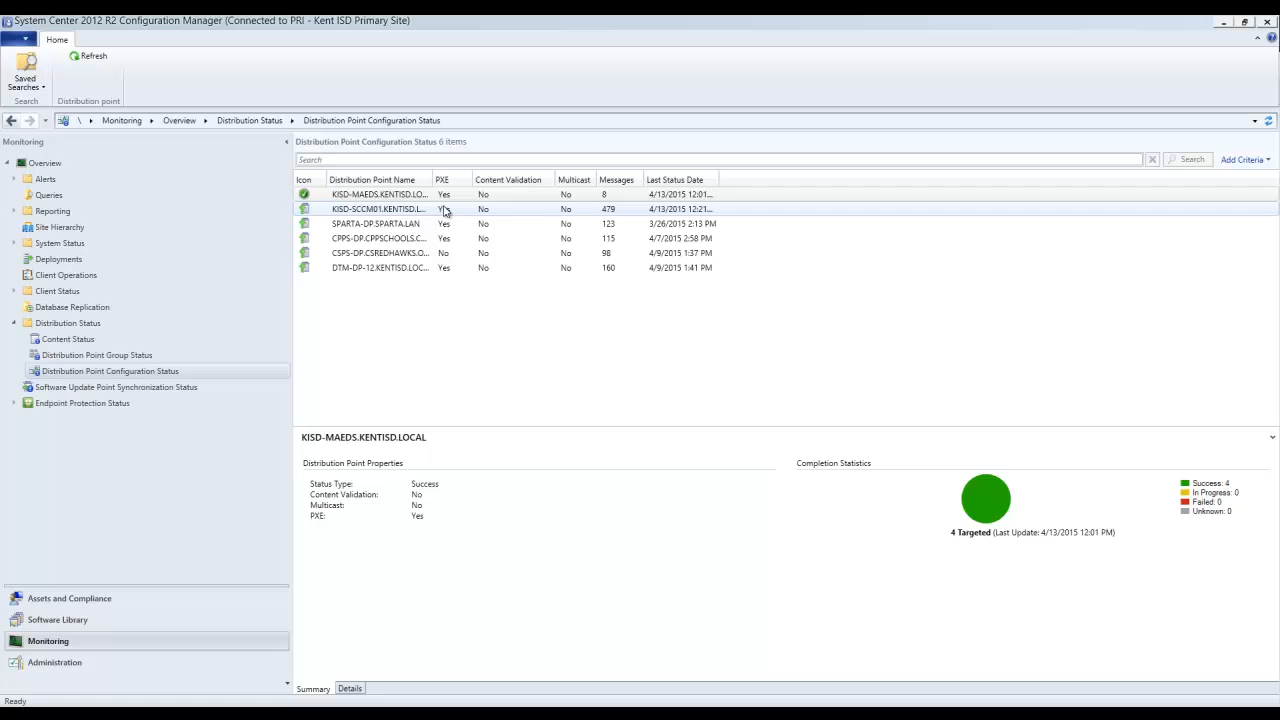 System Center 2012 R2 Configuration Manager (Connected to PRI - Kent ISD Primary Site)
Home
Saved
Searches
Refresh
Search
Distribution point
\ Monitoring Overview Distribution Status Distribution Point Configuration Status
Monitoring
Overview
Alerts
Queries
Reporting
Site Hierarchy
System Status
Deployments
Client Operations
Client Status
Database Replication
Distribution Status
Content Status
Distribution Point Group Status
Distribution Point Configuration Status
Software Update Point Synchronization Status
Endpoint Protection Status
Assets and Compliance
Software Library
Monitoring
Administration
Distribution Point Configuration Status 6 items
Search
Search
Add Criteria
Icon Distribution Point Name PXE Content Validation Multicast Messages Last Status Date
KISD-MAEDS.KENTISD.LO... Yes No No 8 4/13/2015 12:01...
KISD-SCCM01.KENTISD.L... Yes No No 479 4/13/2015 12:21...
SPARTA-DP.SPARTA.LAN Yes No No 123 3/26/2015 2:13 PM
CPPS-DP.CPPSCHOOLS.C... Yes No No 115 4/7/2015 2:58 PM
CSPS-DP.CSREDHAWKS.O... No No No 98 4/9/2015 1:37 PM
DTM-DP-12.KENTISD.LOC... Yes No No 160 4/9/2015 1:41 PM
KISD-MAEDS.KENTISD.LOCAL
Distribution Point Properties
Status Type: Success
Content Validation: No
Multicast: No
PXE: Yes
Completion Statistics
Success: 4
In Progress: 0
Failed: 0
Unknown: 0
4 Targeted (Last Update: 4/13/2015 12:01 PM)
Summary Details
Ready